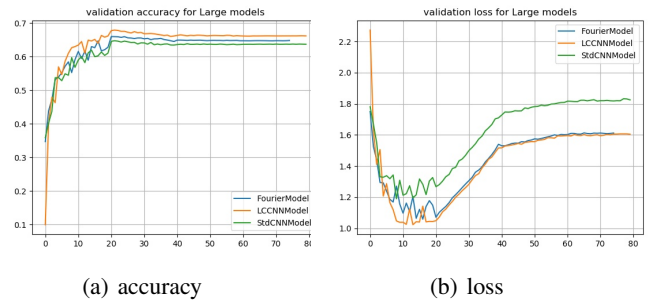 validation accuracy for Large models
0.7
0.6
0.5
0.4
0.3
0.2
0.1
0 10 20 30 40 50 60 70 80
FourierModel
LCCNNModel
StdCNNModel
(a) accuracy
validation loss for Large models
2.2
2.0
1.8
1.6
1.4
1.2
1.0
0 10 20 30 40 50 60 70 80
FourierModel
LCCNNModel
StdCNNModel
(b) loss